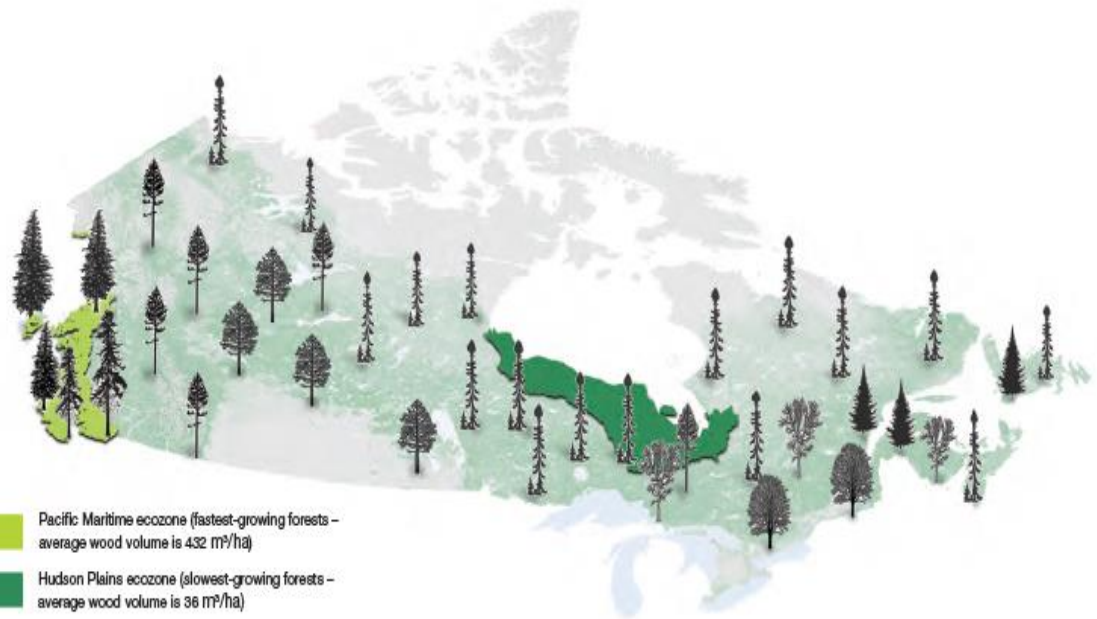 Pacific Maritime ecozone (fastest-growing forests –
average wood volume is 432 m³/ha)
Hudson Plains ecozone (slowest-growing forests –
average wood volume is 36 m³/ha)